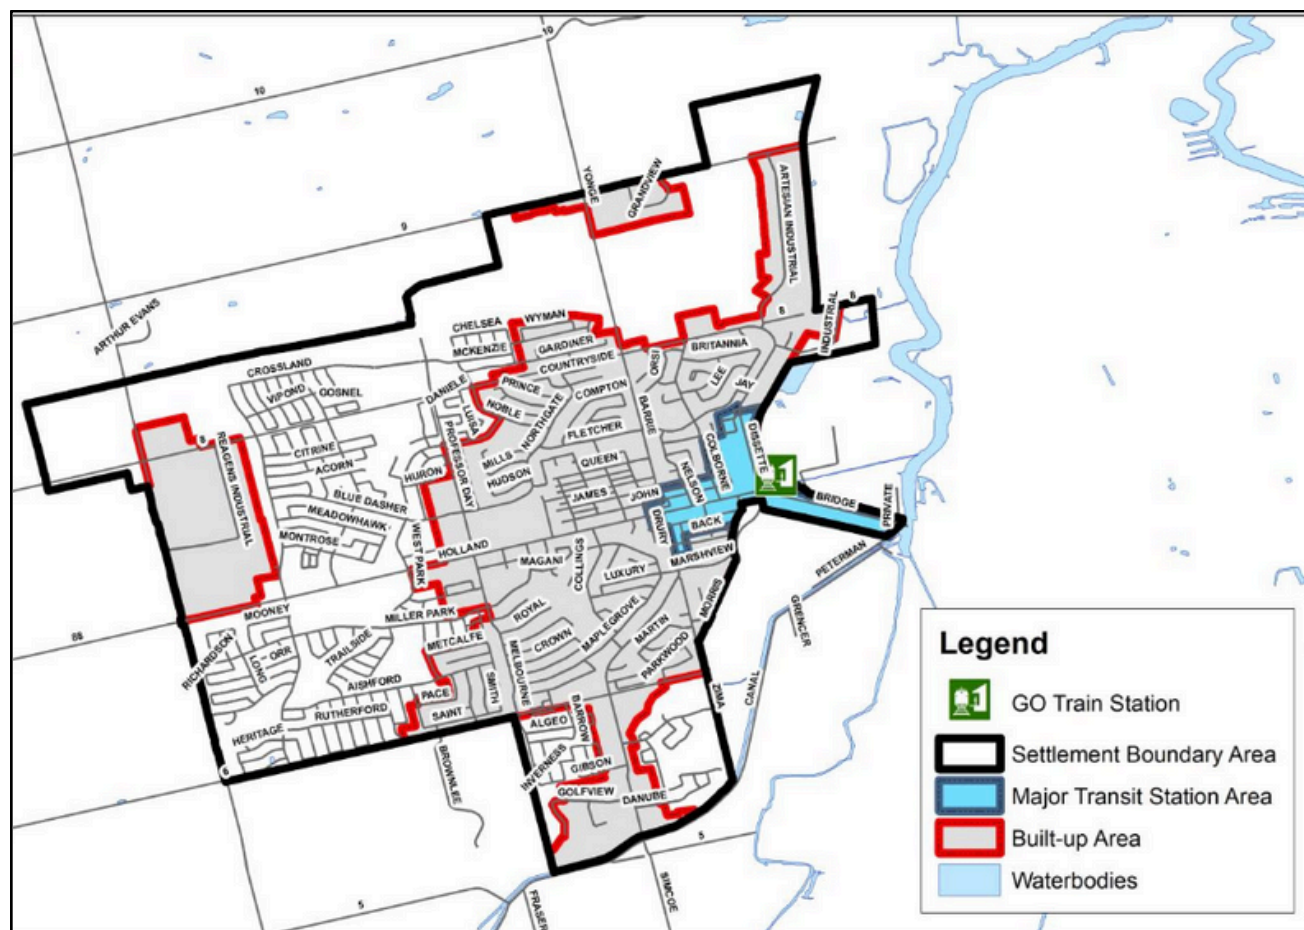 10
10
YONGE
GRANDVIEW
ARTESIAN INDUSTRIAL
9
ARTHUR EVANS
8
8
INDUSTRIAL
CHELSEA
WYMAN
MCKENZIE
GARDINER
BRITANNIA
COUNTRYSIDE
ORSI
CROSSLAND
VIPOND
GOSNEL
DANIELE
PRINCE
COMPTON
LEE
JAY
LUISA
NOBLE
NORTHGATE
BARRIE
8
REAGENS INDUSTRIAL
CITRINE
PROFESSOR DAY
FLETCHER
COLBORNE
DISSETTE
ACORN
HURON
MILLS
HUDSON
QUEEN
NELSON
BLUE DASHER
JAMES
JOHN
BRIDGE
PRIVATE
MEADOWHAWK
DRURY
BACK
MONTROSE
WEST PARK
HOLLAND
MAGANI
COLLINGS
MARSHVIEW
LUXURY
PETERMAN
MOONEY
MILLER PARK
ROYAL
MORRIS
GRENCER
88
RICHARDSON
LONG
ORR
TRAILSIDE
METCALFE
CROWN
MAPLEGROVE
MARTIN
PARKWOOD
AISHFORD
PACE
SMITH
MELBOURNE
ZIMA
CANAL
HERITAGE
RUTHERFORD
SAINT
ALGEO
BARROW
6
BROWNLEE
INVERNESS
GIBSON
GOLFVIEW
DANUBE
5
5
FRASER
SIMCOE
Legend
GO Train Station
Settlement Boundary Area
Major Transit Station Area
Built-up Area
Waterbodies